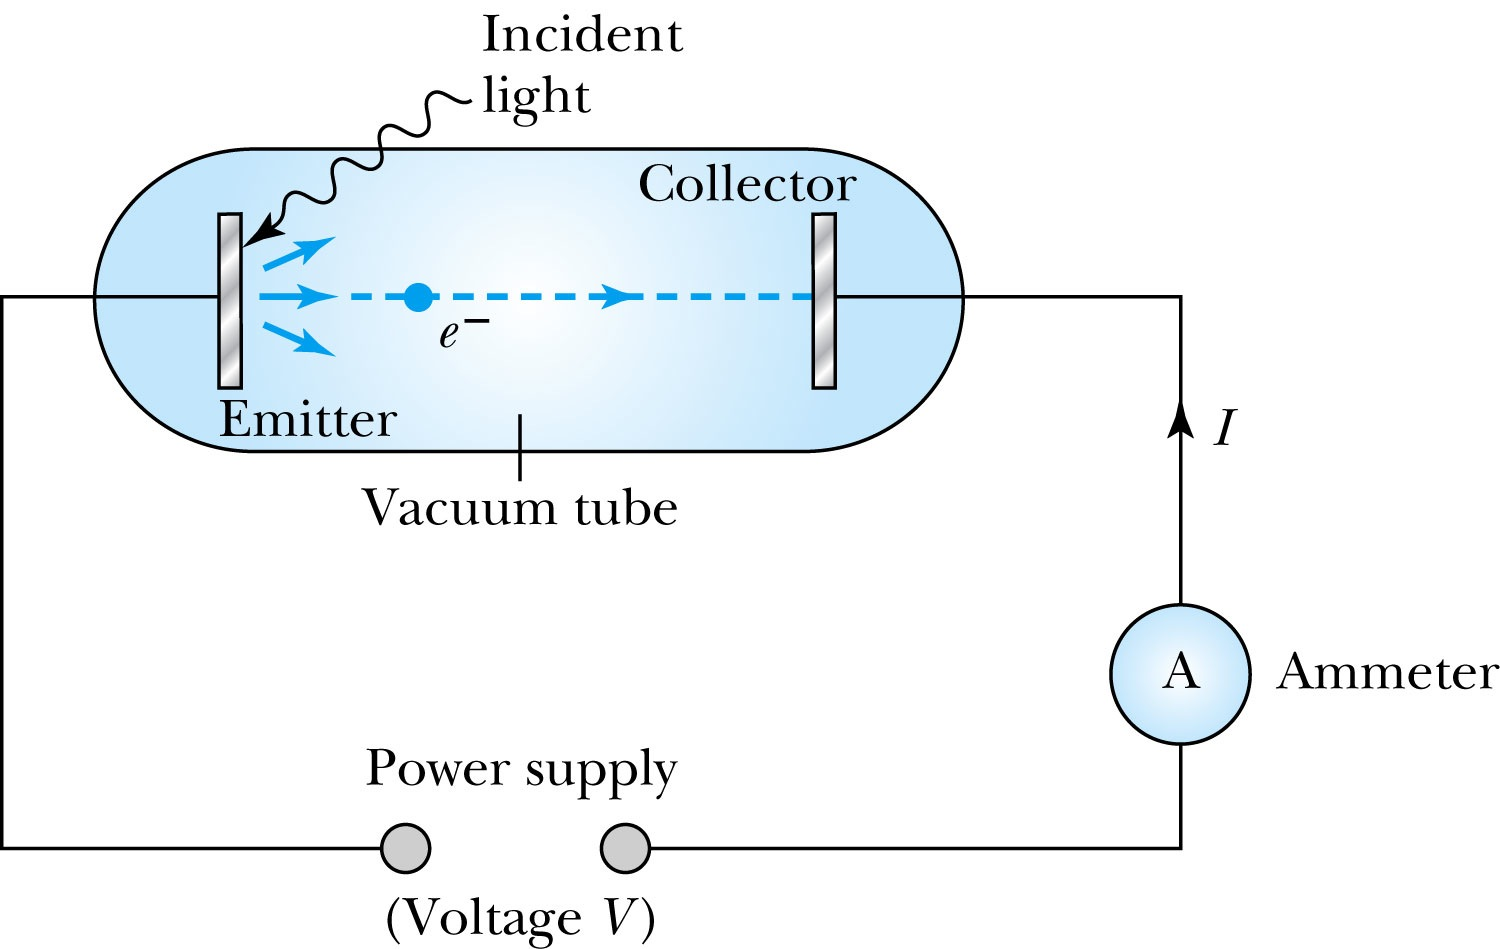 Incident
light
Collector
e⁻
Emitter
Vacuum tube
I
A
Ammeter
Power supply
(Voltage V)